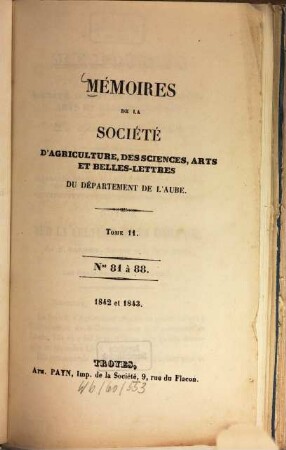 MÉMOIRES
DE LA
SOCIÉTÉ
D'AGRICULTURE, DES SCIENCES, ARTS
ET BELLES-LETTRES
DU DÉPARTEMENT DE L'AUBE.
TOME 11.
Nos 81 à 88.
1842 et 1843.
TROYES,
APH. PAYN, Imp. de la Société, 9, rue du Flacon.